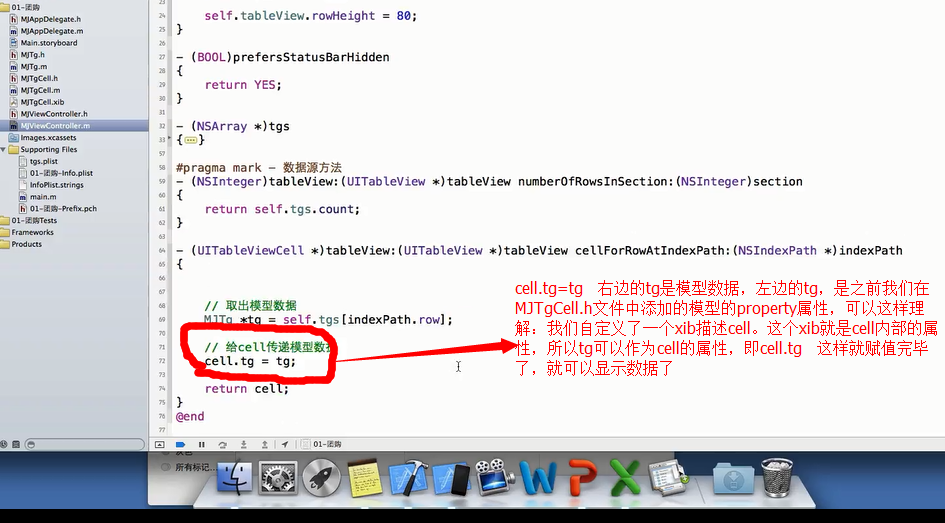 01-团购
MJAppDelegate.h
MJAppDelegate.m
Main.storyboard
MJTg.h
MJTg.m
MJTgCell.h
MJTgCell.m
MJTgCell.xib
MJViewController.h
MJViewController.m
Images.xcassets
Supporting Files
tgs.plist
01-团购-Info.plist
InfoPlist.strings
main.m
01-团购-Prefix.pch
01-团购Tests
Frameworks
Products
23
24 self.tableView.rowHeight = 80;
25 }
26
27 - (BOOL)prefersStatusBarHidden
28 {
29 return YES;
30 }
31
32 - (NSArray *)tgs
33 {...}
57
58 #pragma mark - 数据源方法
59 - (NSInteger)tableView:(UITableView *)tableView numberOfRowsInSection:(NSInteger)section
60 {
61 return self.tgs.count;
62 }
63
64 - (UITableViewCell *)tableView:(UITableView *)tableView cellForRowAtIndexPath:(NSIndexPath *)indexPath
65 {
66
67
68 // 取出模型数据
69 MJTg *tg = self.tgs[indexPath.row];
70
71 // 给cell传递模型数据
72 cell.tg = tg;
73
74 return cell;
75 }
76 @end
77
cell.tg=tg 右边的tg是模型数据，左边的tg，是之前我们在
MJTgCell.h文件中添加的模型的property属性，可以这样理
解：我们自定义了一个xib描述cell。这个xib就是cell内部的属
性，所以tg可以作为cell的属性，即cell.tg 这样就赋值完毕
了，就可以显示数据了
01-团购
灰色
所有标记...